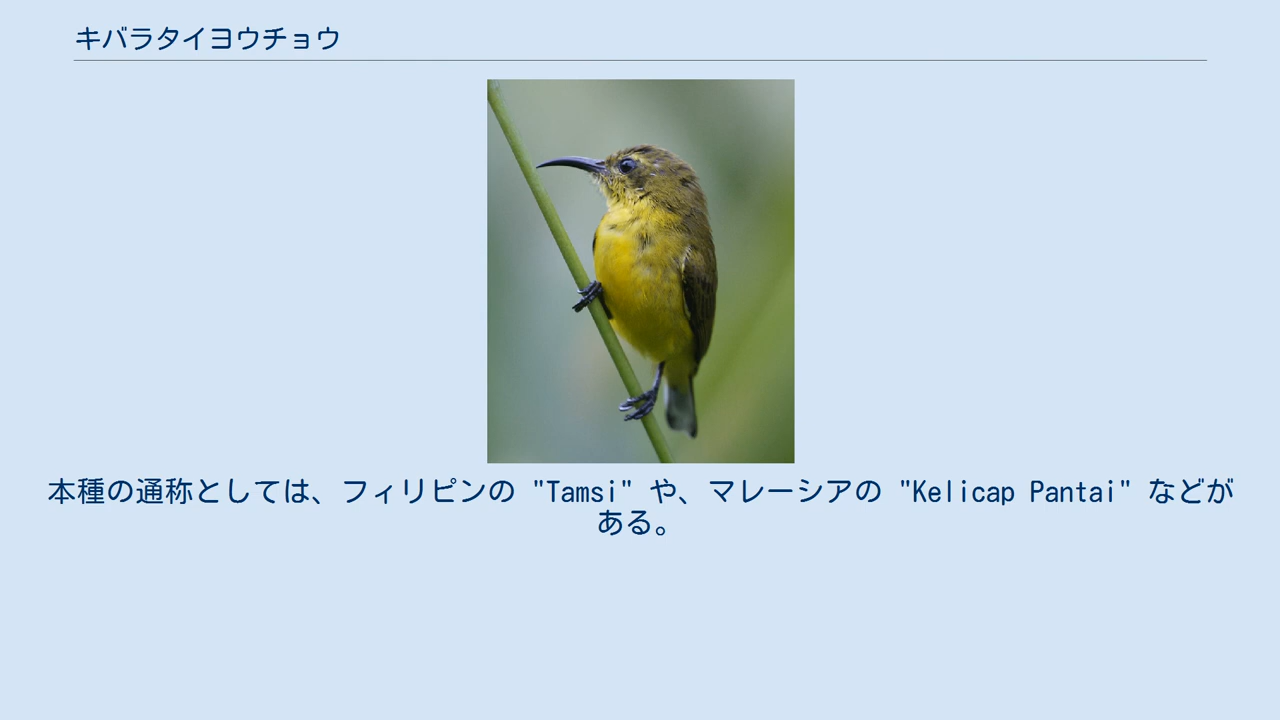 キバラタイヨウチョウ
本種の通称としては、フィリピンの "Tamsi" や、マレーシアの "Kelicap Pantai" などが
ある。